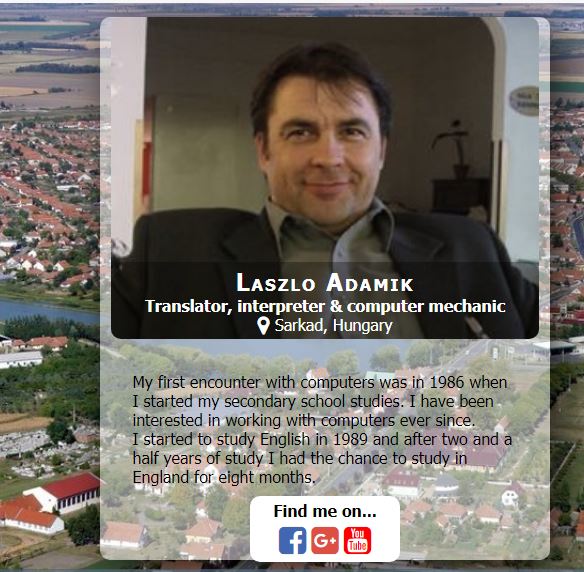 Laszlo Adamik
Translator, interpreter & computer mechanic
Sarkad, Hungary
My first encounter with computers was in 1986 when
I started my secondary school studies. I have been
interested in working with computers ever since.
I started to study English in 1989 and after two and a
half years of study I had the chance to study in
England for eight months.
Find me on...
f G+ You
Tube